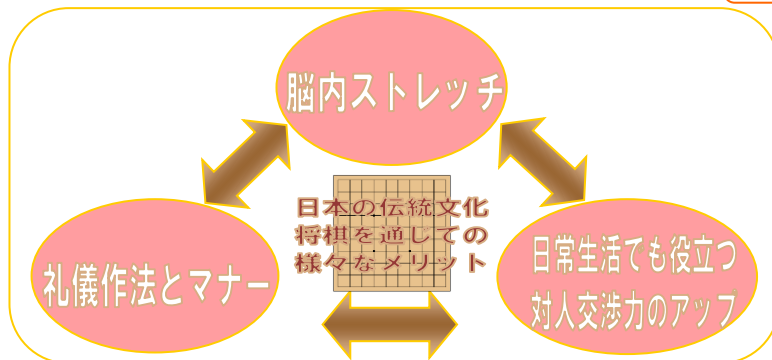 脳内ストレッチ
日本の伝統文化
将棋を通じての
様々なメリット
礼儀作法とマナー
日常生活ても役立つ
対人交渉力のアップ